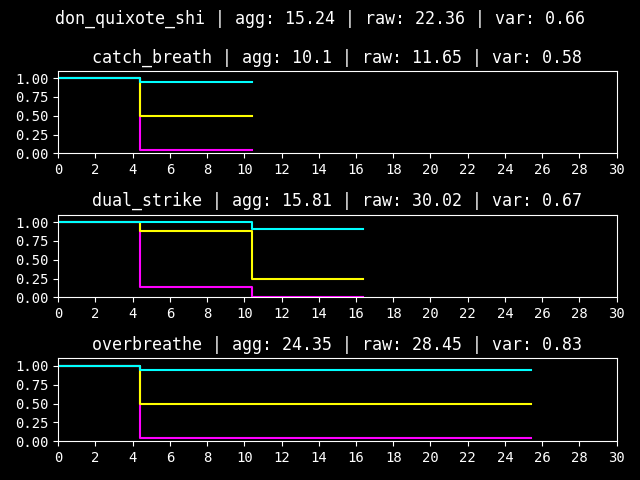 don_quixote_shi | agg: 15.24 | raw: 22.36 | var: 0.66
catch_breath | agg: 10.1 | raw: 11.65 | var: 0.58
1.00
0.75
0.50
0.25
0.00
0 2 4 6 8 10 12 14 16 18 20 22 24 26 28 30
dual_strike | agg: 15.81 | raw: 30.02 | var: 0.67
1.00
0.75
0.50
0.25
0.00
0 2 4 6 8 10 12 14 16 18 20 22 24 26 28 30
overbreathe | agg: 24.35 | raw: 28.45 | var: 0.83
1.00
0.75
0.50
0.25
0.00
0 2 4 6 8 10 12 14 16 18 20 22 24 26 28 30